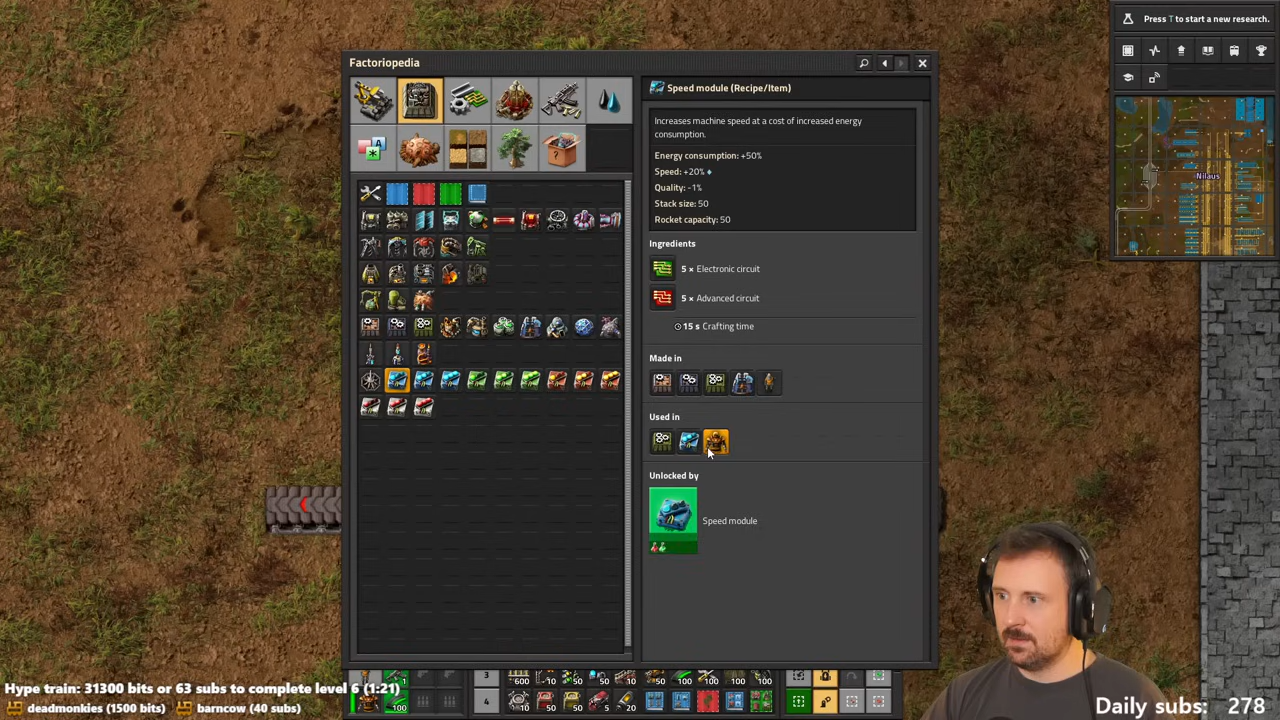 Press T to start a new research.
Factoriopedia
Speed module (Recipe/Item)
Increases machine speed at a cost of increased energy
consumption.
Energy consumption: +50%
Speed: +20%
Quality: -1%
Stack size: 50
Rocket capacity: 50
Nilaus
Ingredients
5 × Electronic circuit
5 × Advanced circuit
15 s Crafting time
Made in
Used in
Unlocked by
Speed module
Hype train: 31300 bits or 63 subs to complete level 6 (1:21)
deadmonkies (1500 bits) barncow (40 subs)
3
4
Daily subs: 278